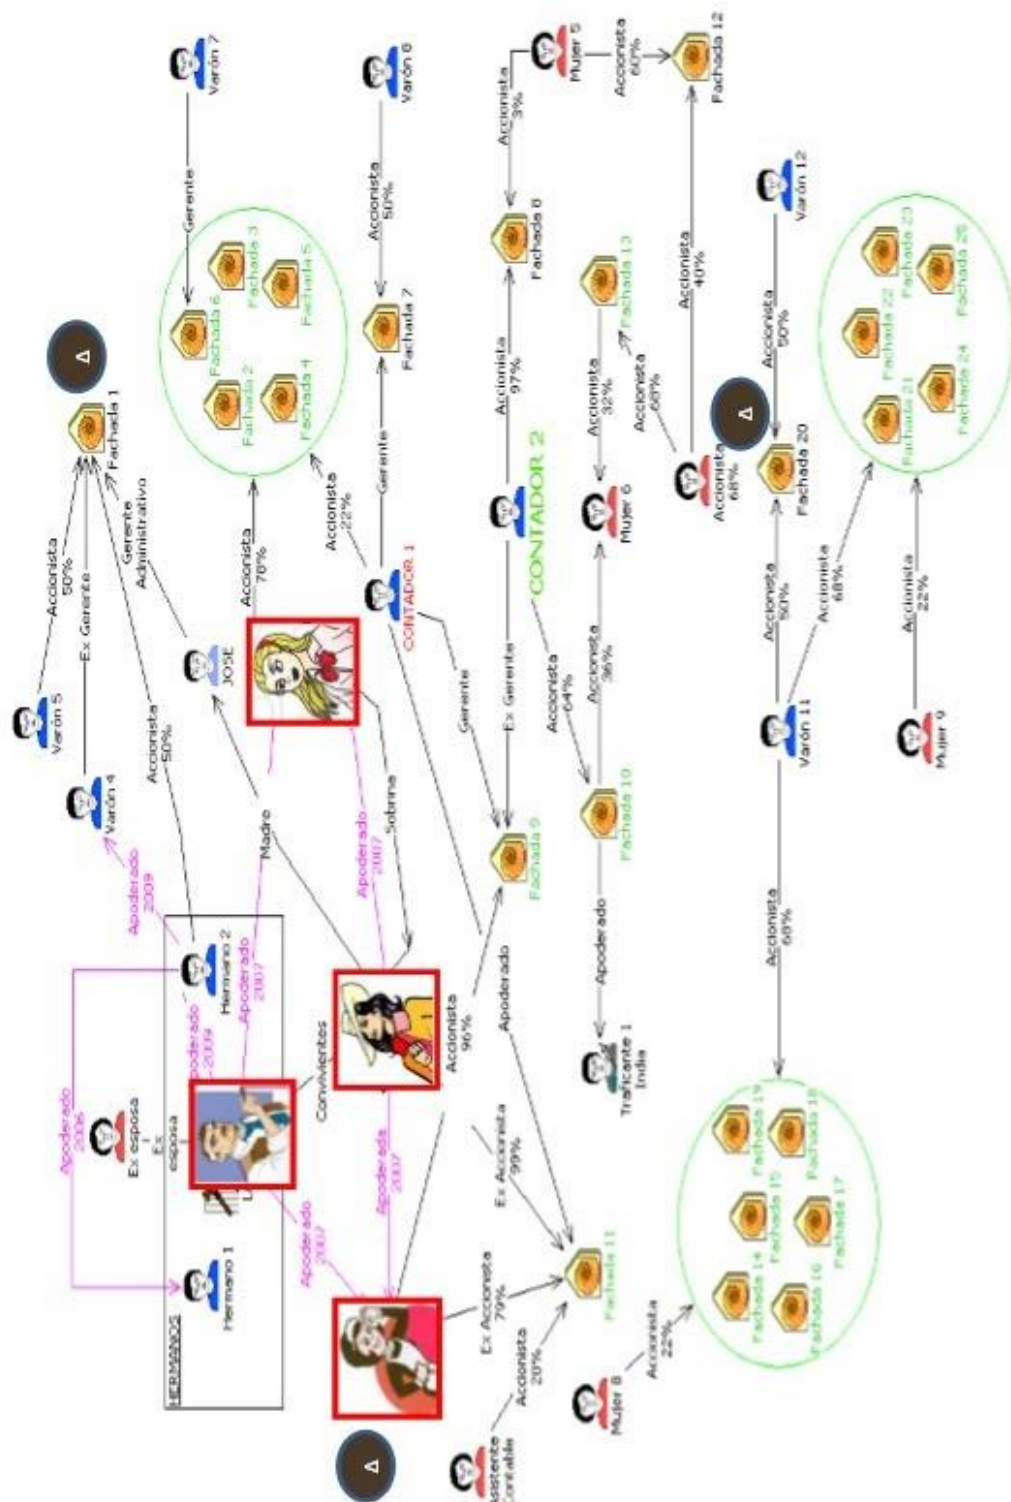 Varón 5
Accionista
50%
Δ
Varón 4
Ex Gerente
Fachada 1
Apoderado
2006
Ex esposa
Ex
esposa
Apoderado
2009
Accionista
50%
Gerente
Administrativo
HERMANOS
Hermano 1
Hermano 2
Apoderado
2009
JOSE
Varón 7
Gerente
Fachada 6
Fachada 2
Fachada 3
Fachada 4
Fachada 5
Apoderado
2007
Apoderado
2007
Madre
Accionista
78%
Convivientes
Accionista
22%
Δ
Apoderada
2007
Apoderado
2007
Sobrina
CONTADOR 1
Gerente
Fachada 7
Accionista
50%
Varón 6
Accionista
96%
Gerente
Ex Accionista
79%
Ex Accionista
99%
Apoderado
Asistente
Contable
Accionista
20%
Fachada 11
Fachada 9
Ex Gerente
CONTADOR 2
Accionista
97%
Fachada 8
Accionista
3%
Mujer 5
Accionista
64%
Accionista
60%
Fachada 12
Traficante 1
India
Apoderado
Fachada 10
Accionista
36%
Mujer 6
Accionista
32%
Fachada 13
Accionista
68%
Mujer 8
Accionista
22%
Accionista
68%
Accionista
40%
Δ
Fachada 14
Fachada 15
Fachada 19
Fachada 16
Fachada 17
Fachada 18
Accionista
68%
Varón 11
Accionista
50%
Fachada 20
Accionista
50%
Varón 12
Accionista
68%
Mujer 9
Accionista
22%
Fachada 21
Fachada 22
Fachada 23
Fachada 24
Fachada